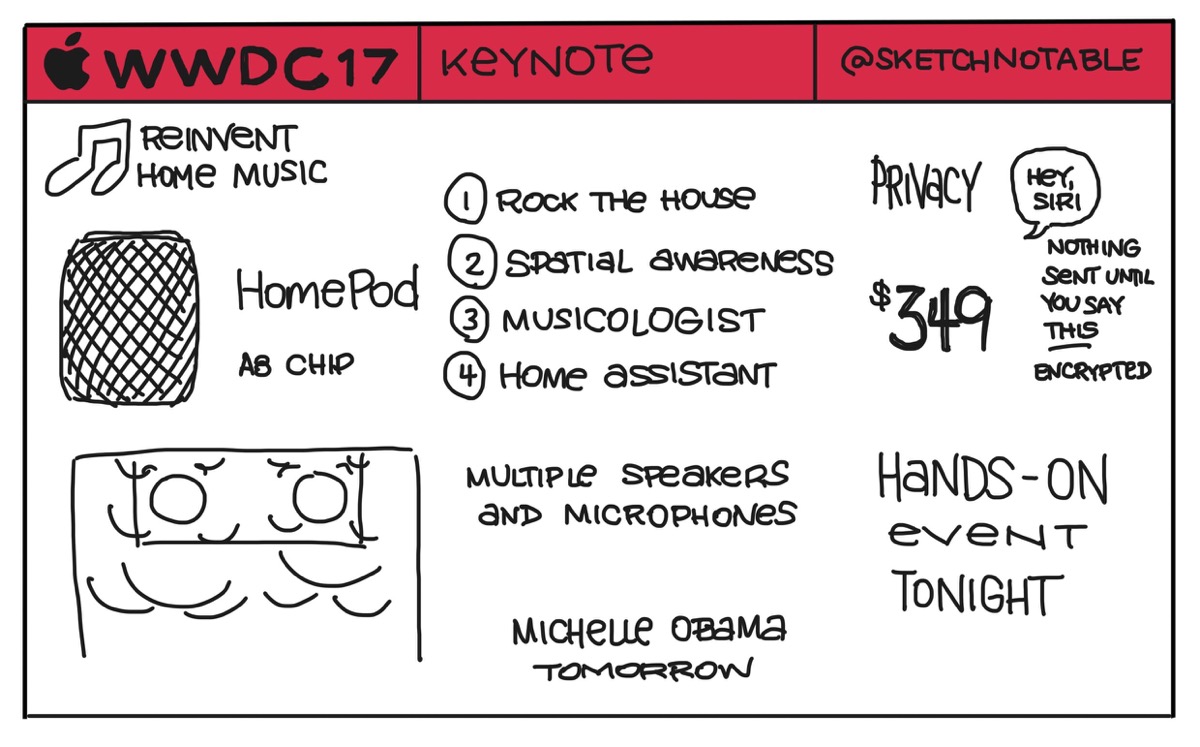 WWDC17
KEYNOTE
@SKETCHNOTABLE
REINVENT
HOME MUSIC
HomePod
A8 CHIP
1 ROCK THE HOUSE
2 SPATIAL AWARENESS
3 MUSICOLOGIST
4 HOME ASSISTANT
MULTIPLE SPEAKERS
AND MICROPHONES
MICHELLE OBAMA
TOMORROW
PRIVACY
HEY,
SIRI
NOTHING
SENT UNTIL
YOU SAY
THIS
ENCRYPTED
$349
HANDS-ON
EVENT
TONIGHT